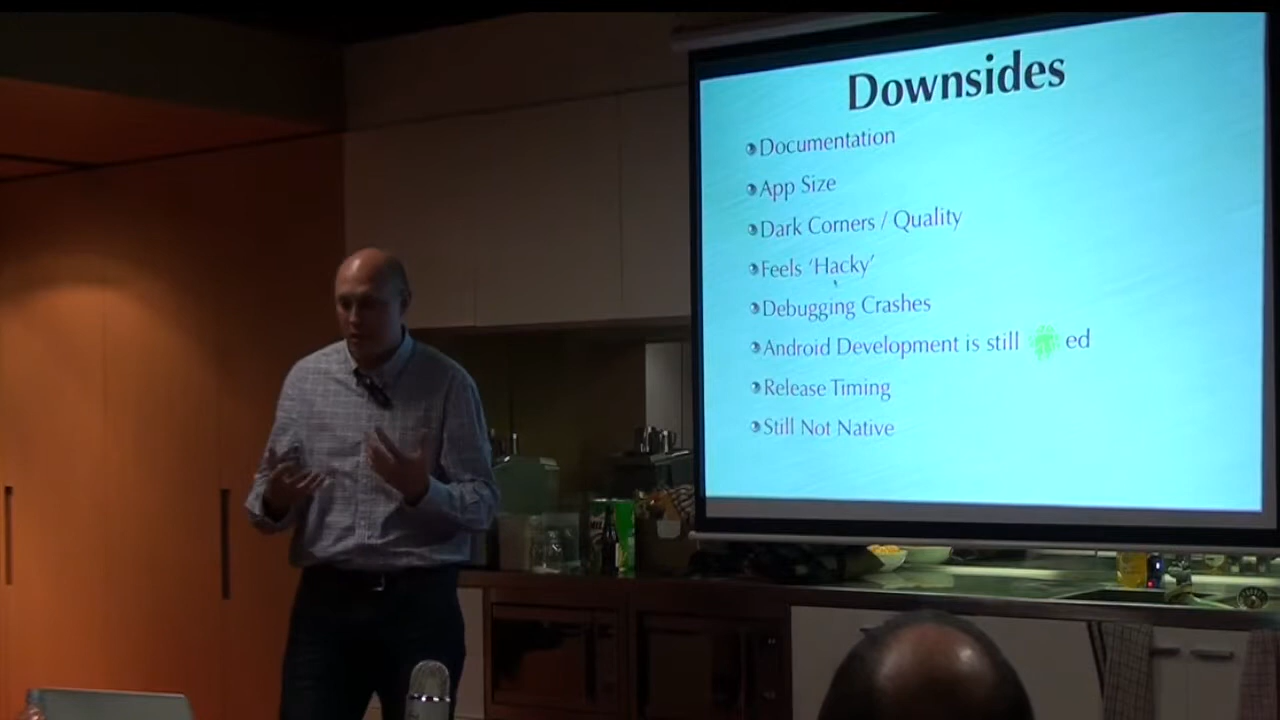 Downsides
Documentation
App Size
Dark Corners / Quality
Feels ‘Hacky’
Debugging Crashes
Android Development is still ed
Release Timing
Still Not Native